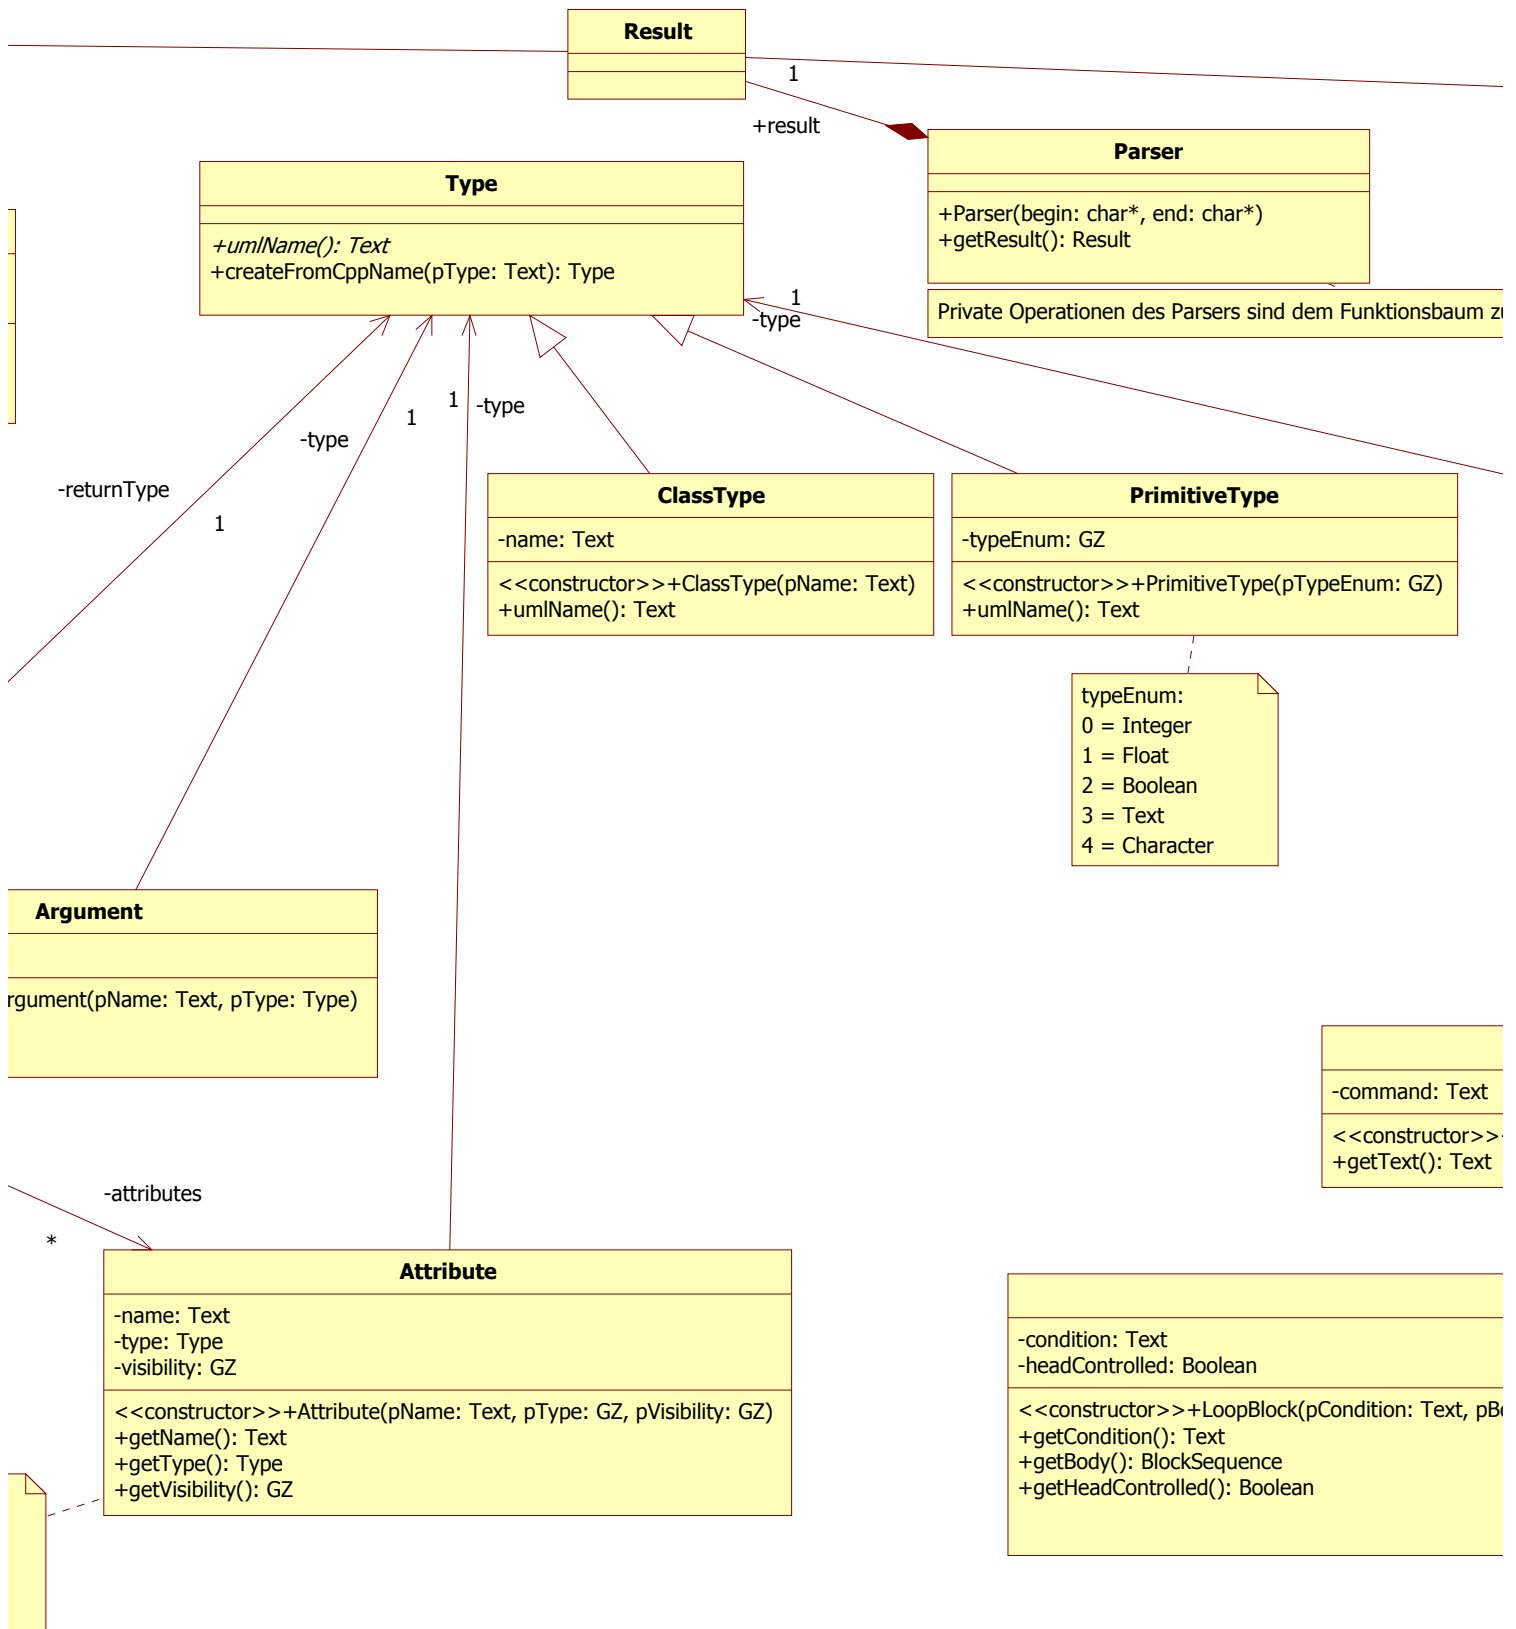 Result
1
+result
Parser
+Parser(begin: char*, end: char*)
+getResult(): Result
Private Operationen des Parsers sind dem Funktionsbaum
Type
+umlName(): Text
+createFromCppName(pType: Text): Type
1
-type
1
-type
1
-type
-returnType
1
ClassType
-name: Text
<<constructor>>+ClassType(pName: Text)
+umlName(): Text
PrimitiveType
-typeEnum: GZ
<<constructor>>+PrimitiveType(pTypeEnum: GZ)
+umlName(): Text
typeEnum:
0 = Integer
1 = Float
2 = Boolean
3 = Text
4 = Character
Argument
rgument(pName: Text, pType: Type)
-command: Text
<<constructor>>
+getText(): Text
-attributes
*
Attribute
-name: Text
-type: Type
-visibility: GZ
<<constructor>>+Attribute(pName: Text, pType: GZ, pVisibility: GZ)
+getName(): Text
+getType(): Type
+getVisibility(): GZ
-condition: Text
-headControlled: Boolean
<<constructor>>+LoopBlock(pCondition: Text,
+getCondition(): Text
+getBody(): BlockSequence
+getHeadControlled(): Boolean